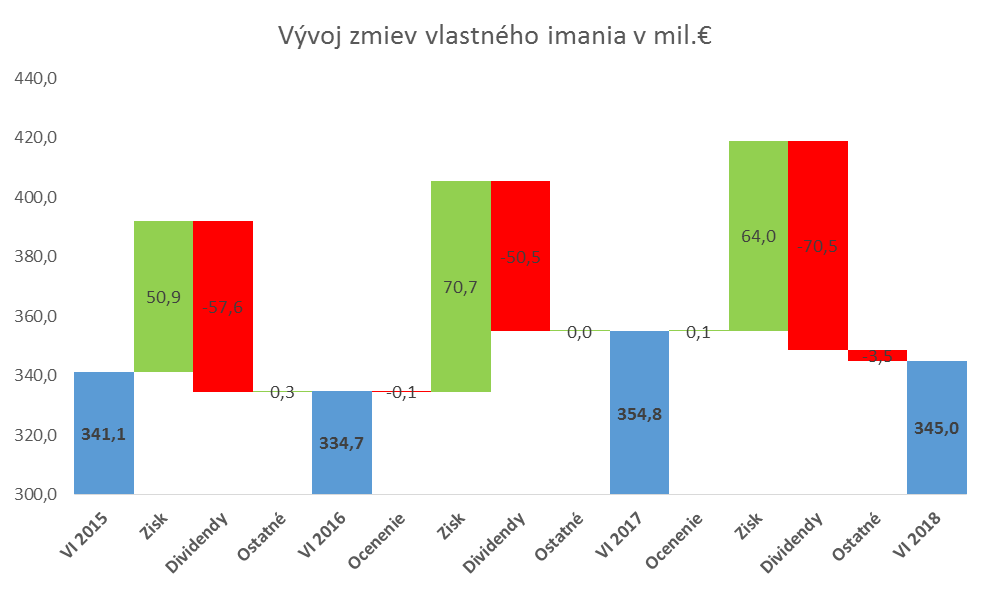 Vývoj zmiev vlastného imania v mil.€
440,0
420,0
400,0
380,0
360,0
340,0
320,0
300,0
341,1
50,9
-57,6
0,3
334,7
-0,1
70,7
-50,5
0,0
354,8
0,1
64,0
-70,5
-3,5
345,0
VI 2015
Zisk
Dividendy
Ostatné
VI 2016
Ocenenie
Zisk
Dividendy
Ostatné
VI 2017
Ocenenie
Zisk
Dividendy
Ostatné
VI 2018